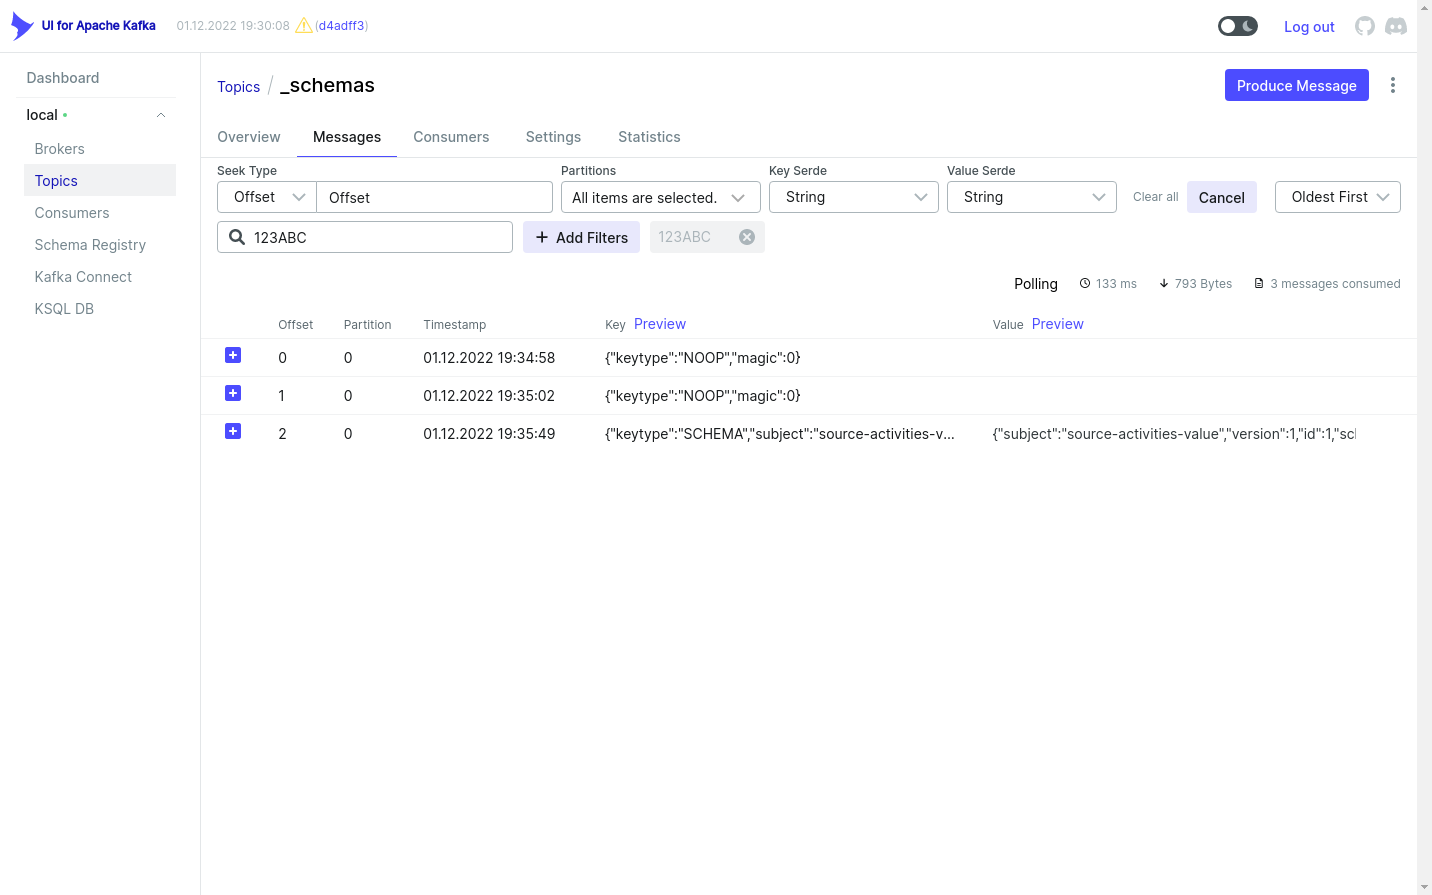 UI for Apache Kafka 01.12.2022 19:30:08 (d4adff3) Log out
Dashboard
local
Brokers
Topics
Consumers
Schema Registry
Kafka Connect
KSQL DB
Topics / _schemas Produce Message
Overview Messages Consumers Settings Statistics
Seek Type Partitions Key Serde Value Serde
Offset Offset All items are selected. String String Clear all Cancel Oldest First
123ABC Add Filters 123ABC
Polling 133 ms 793 Bytes 3 messages consumed
Offset Partition Timestamp Key Preview Value Preview
0 0 01.12.2022 19:34:58 {"keytype":"NOOP","magic":0}
1 0 01.12.2022 19:35:02 {"keytype":"NOOP","magic":0}
2 0 01.12.2022 19:35:49 {"keytype":"SCHEMA","subject":"source-activities-v... {"subject":"source-activities-value","version":1,"id":1,"scl